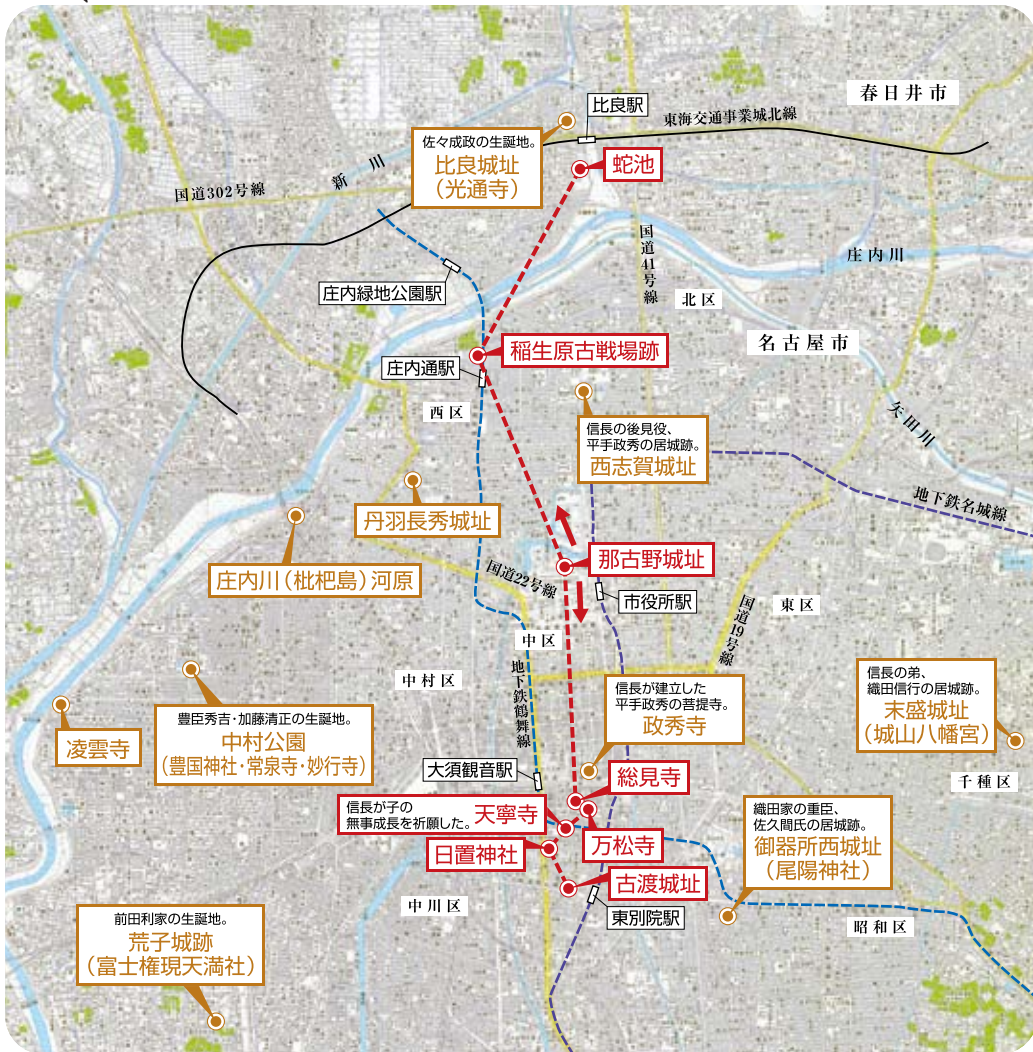 春日井市
比良駅
東海交通事業城北線
佐々成政の生誕地。
比良城址
（光通寺）
蛇池
新川
国道302号線
国道41号線
庄内川
庄内緑地公園駅
北区
名古屋市
稲生原古戦場跡
庄内通駅
西区
矢田川
信長の後見役、
平手政秀の居城跡。
西志賀城址
地下鉄名城線
丹羽長秀城址
那古野城址
庄内川（枇杷島）河原
国道22号線
市役所駅
国道19号線
東区
中区
中村区
地下鉄鶴舞線
信長の弟、
織田信行の居城跡。
末盛城址
（城山八幡宮）
信長が建立した
平手政秀の菩提寺。
政秀寺
豊臣秀吉・加藤清正の生誕地。
中村公園
（豊国神社・常泉寺・妙行寺）
凌雲寺
大須観音駅
総見寺
千種区
信長が子の
無事成長を祈願した。天寧寺
織田家の重臣、
佐久間氏の居城跡。
御器所西城址
（尾陽神社）
万松寺
日置神社
古渡城址
中川区
東別院駅
昭和区
前田利家の生誕地。
荒子城跡
（富士権現天満社）